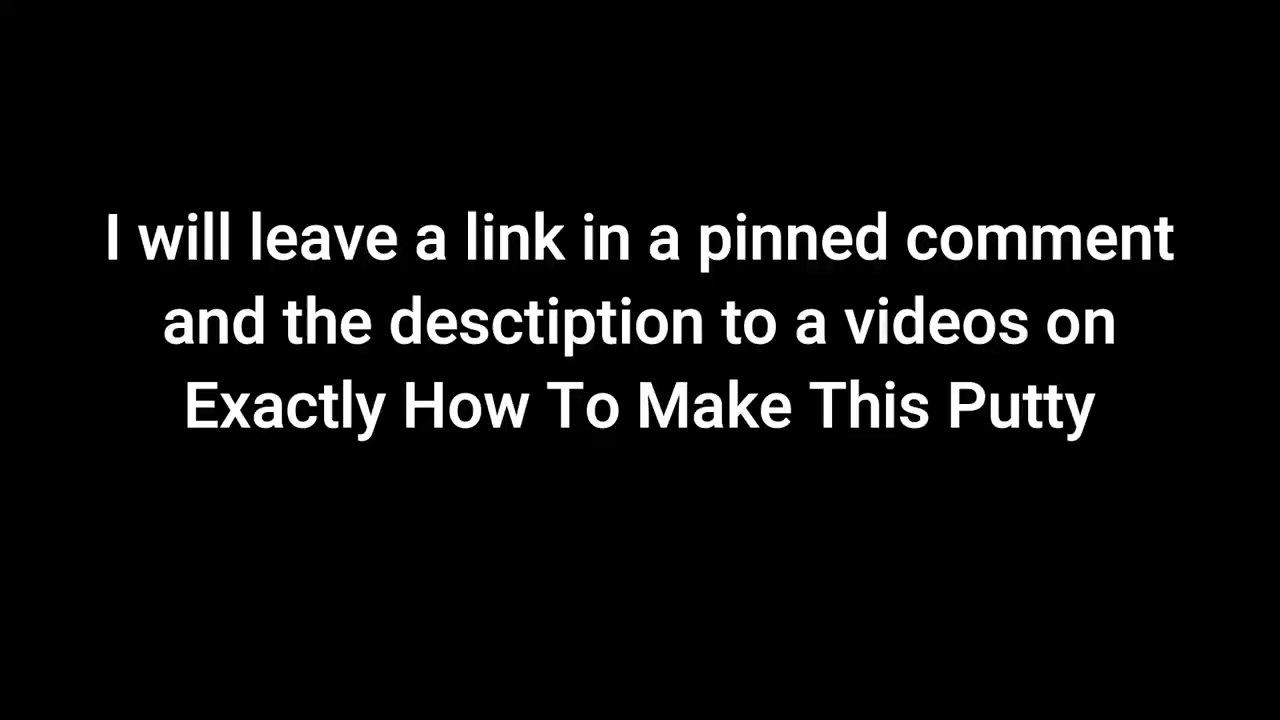 I will leave a link in a pinned comment
and the desctiption to a videos on
Exactly How To Make This Putty